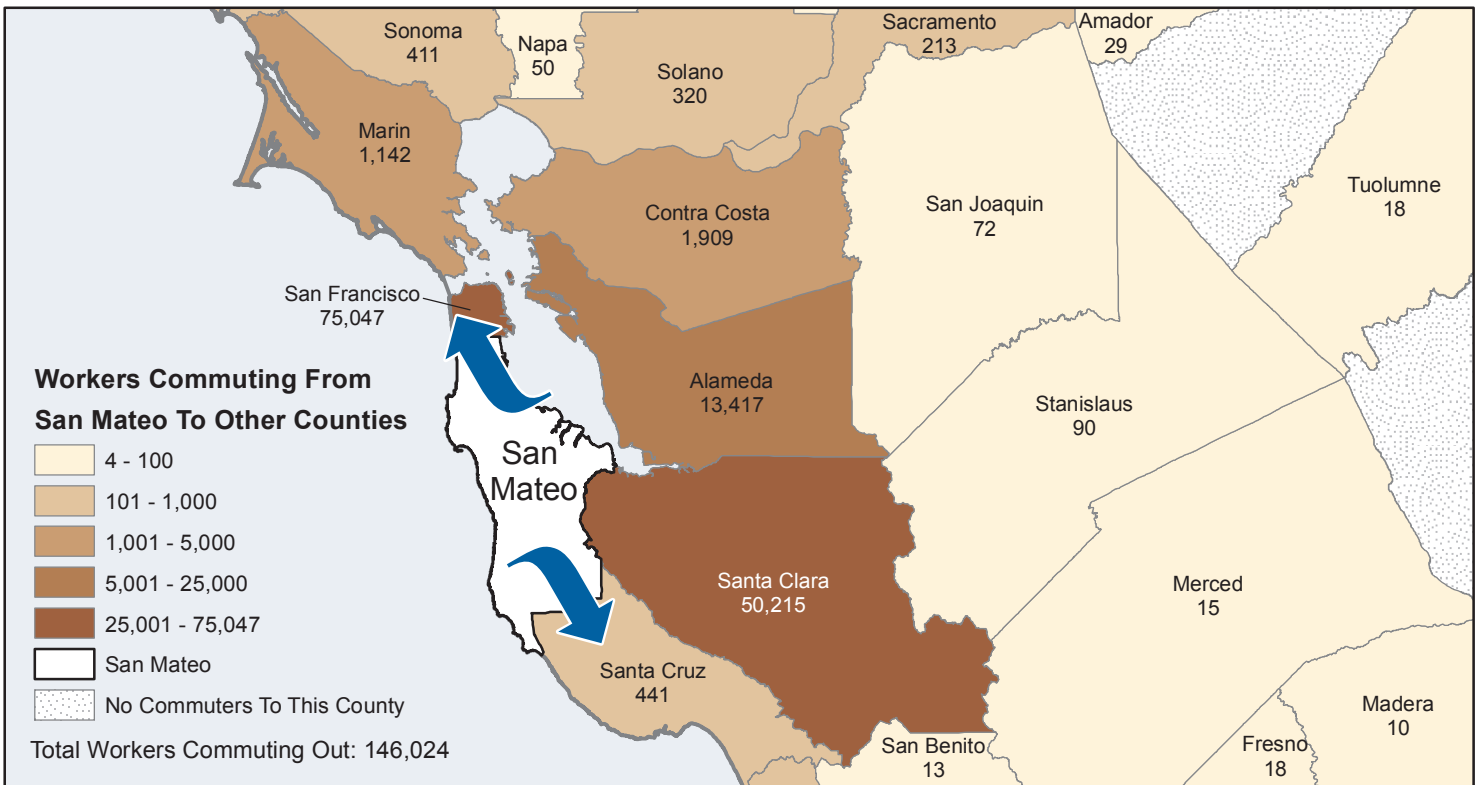 Sonoma
411
Napa
50
Solano
320
Sacramento
213
Amador
29
Marin
1,142
Contra Costa
1,909
San Joaquin
72
Tuolumne
18
San Francisco
75,047
Alameda
13,417
Stanislaus
90
San
Mateo
Santa Clara
50,215
Merced
15
Santa Cruz
441
San Benito
13
Fresno
18
Madera
10
Workers Commuting From
San Mateo To Other Counties
4 - 100
101 - 1,000
1,001 - 5,000
5,001 - 25,000
25,001 - 75,047
San Mateo
No Commuters To This County
Total Workers Commuting Out: 146,024